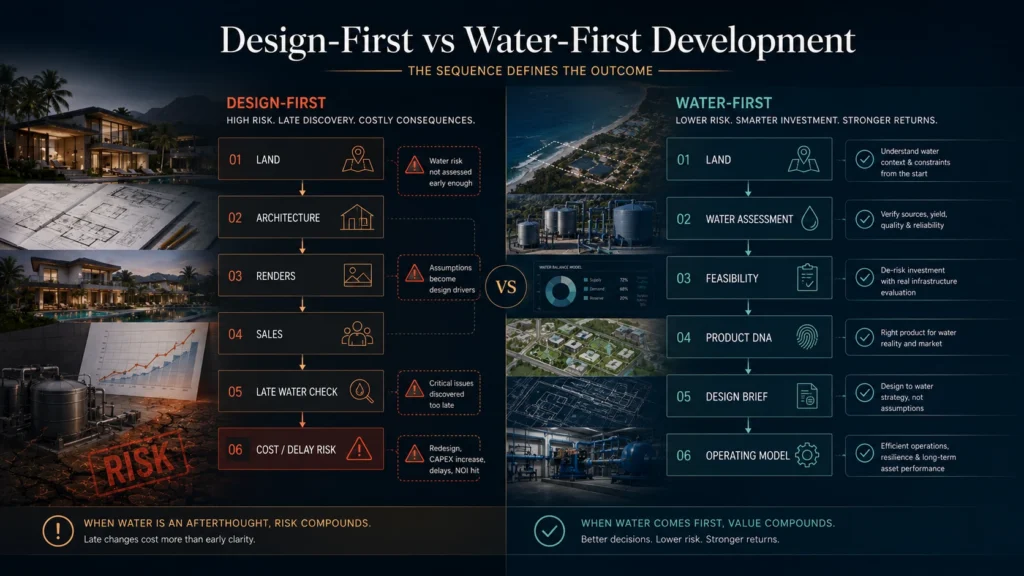 Design-First vs Water-First Development
THE SEQUENCE DEFINES THE OUTCOME
DESIGN-FIRST
HIGH RISK. LATE DISCOVERY. COSTLY CONSEQUENCES.
01 LAND
Water risk
not assessed
early enough
02 ARCHITECTURE
03 RENDERS
Assumptions
become
design drivers
04 SALES
05 LATE WATER CHECK
Critical issues
discovered
too late
06 COST / DELAY RISK
Redesign,
CAPEX increase,
delays, NOI hit
RISK
WHEN WATER IS AN AFTERTHOUGHT, RISK COMPOUNDS.
Late changes cost more than early clarity.
VS
WATER-FIRST
LOWER RISK. SMARTER INVESTMENT. STRONGER RETURNS.
01 LAND
Understand water
context & constraints
from the start
02 WATER ASSESSMENT
Verify sources, yield,
quality & reliability
WATER BALANCE MODEL
Supply
Demand
Reserve
03 FEASIBILITY
De-risk investment
with real infrastructure
evaluation
04 PRODUCT DNA
Right product for water
reality and market
05 DESIGN BRIEF
Design to water
strategy, not
assumptions
06 OPERATING MODEL
Efficient operations,
resilience & long-term
asset performance
WHEN WATER COMES FIRST, VALUE COMPOUNDS.
Better decisions. Lower risk. Stronger returns.